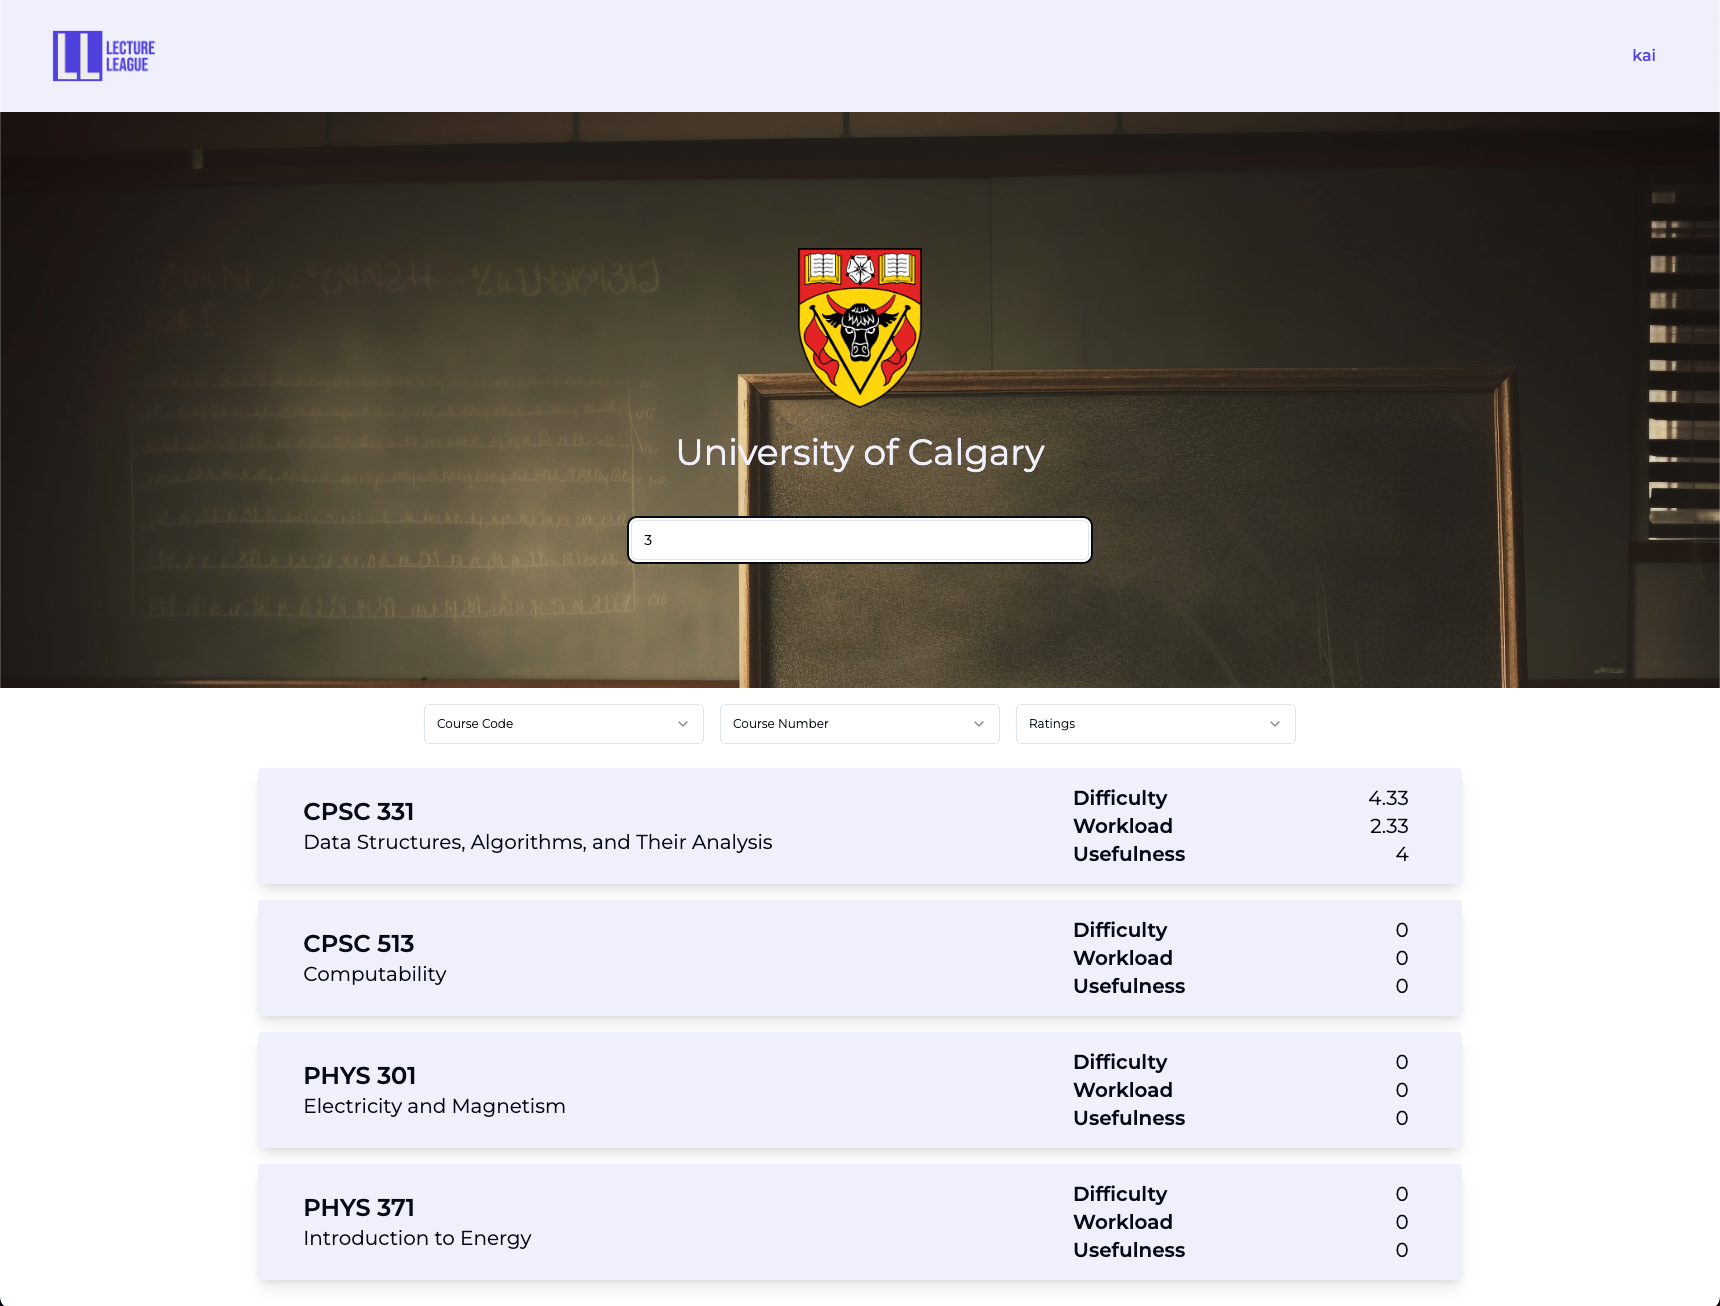 LECTURE
LEAGUE
kai
University of Calgary
3
Course Code
Course Number
Ratings
CPSC 331
Data Structures, Algorithms, and Their Analysis
Difficulty 4.33
Workload 2.33
Usefulness 4
CPSC 513
Computability
Difficulty 0
Workload 0
Usefulness 0
PHYS 301
Electricity and Magnetism
Difficulty 0
Workload 0
Usefulness 0
PHYS 371
Introduction to Energy
Difficulty 0
Workload 0
Usefulness 0